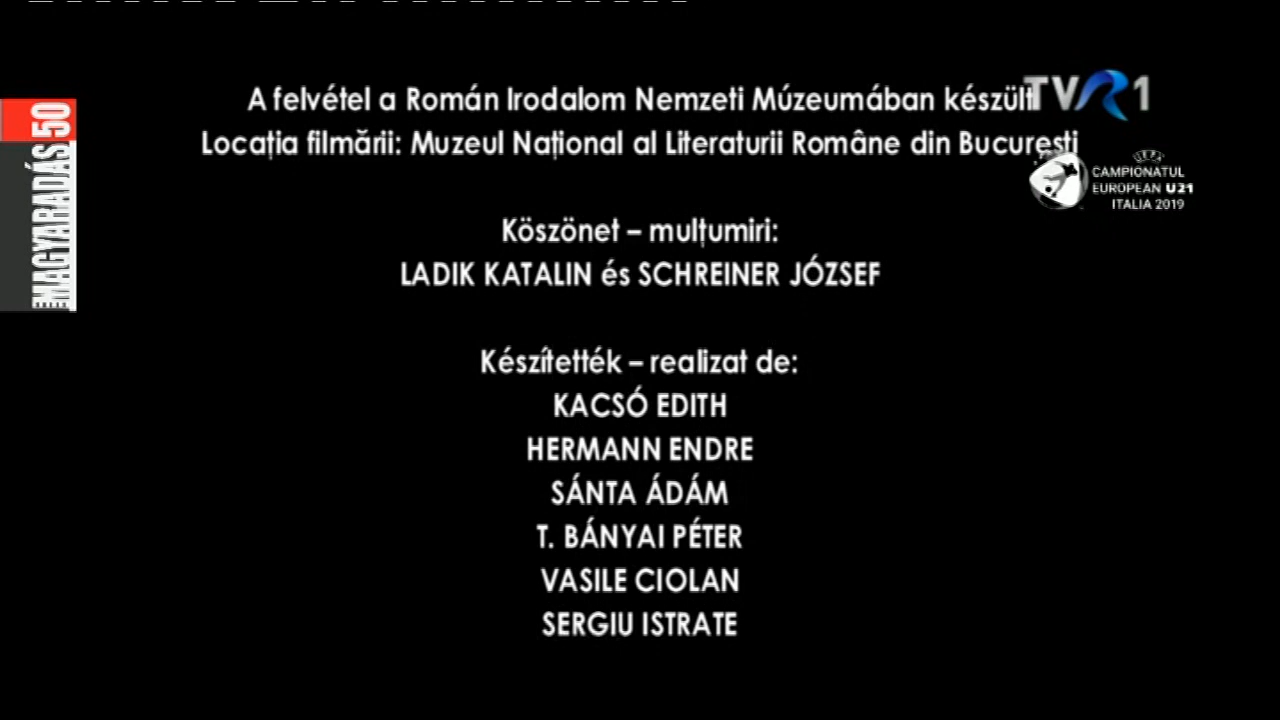 A felvétel a Román Irodalom Nemzeti Múzeumában készült
TVR1
Locația filmării: Muzeul Național al Literaturii Române din București
MAGYARADÁS 50
UEFA
CAMPIONATUL
EUROPEAN U21
ITALIA 2019
Köszönet – mulțumiri:
LADIK KATALIN és SCHREINER JÓZSEF
Készítették – realizat de:
KACSÓ EDITH
HERMANN ENDRE
SÁNTA ÁDÁM
T. BÁNYAI PÉTER
VASILE CIOLAN
SERGIU ISTRATE